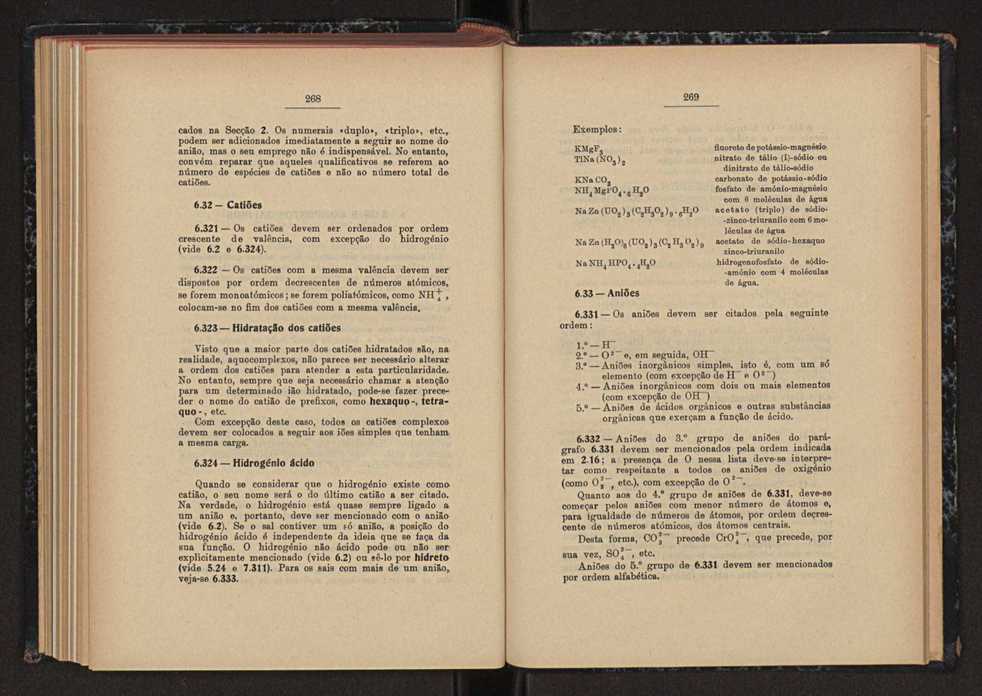 268
cados na Secção 2. Os numerais «duplo», «triplo», etc.,
podem ser adicionados imediatamente a seguir ao nome do
anião, mas o seu emprego não é indispensável. No entanto,
convém reparar que aqueles qualificativos se referem ao
número de espécies de catiões e não ao número total de
catiões.
6.32 — Catiões
6.321 — Os catiões devem ser ordenados por ordem
crescente de valência, com excepção do hidrogénio
(vide 6.2 e 6.324).
6.322 — Os catiões com a mesma valência devem ser
dispostos por ordem decrescentes de números atómicos,
se forem monoatómicos; se forem poliatómicos, como NH₄⁺,
colocam-se no fim dos catiões com a mesma valência.
6.323 — Hidratação dos catiões
Visto que a maior parte dos catiões hidratados são, na
realidade, aquocomplexos, não parece ser necessário alterar
a ordem dos catiões para atender a esta particularidade.
No entanto, sempre que seja necessário chamar a atenção
para um determinado ião hidratado, pode-se fazer prece-
der o nome do catião de prefixos, como hexaquo-, tetra-
quo-, etc.
Com excepção deste caso, todos os catiões complexos
devem ser colocados a seguir aos iões simples que tenham
a mesma carga.
6.324 — Hidrogénio ácido
Quando se considerar que o hidrogénio existe como
catião, o seu nome será o do último catião a ser citado.
Na verdade, o hidrogénio está quase sempre ligado a
um anião e, portanto, deve ser mencionado com o anião
(vide 6.2). Se o sal contiver um só anião, a posição do
hidrogénio ácido é independente da ideia que se faça da
sua função. O hidrogénio não ácido pode ou não ser
explicitamente mencionado (vide 6.2) ou sê-lo por hidreto
(vide 5.24 e 7.311). Para os sais com mais de um anião,
veja-se 6.333.
269
Exemplos:
KMgF₃ fluoreto de potássio-magnésio
TlNa(NO₃)₂ nitrato de tálio (I)-sódio ou
dinitrato de tálio-sódio
KNaCO₃ carbonato de potássio-sódio
NH₄MgPO₄.₆H₂O fosfato de amónio-magnésio
com 6 moléculas de água
NaZn(UO₂)₃(C₂H₃O₂)₉.₆H₂O acetato (triplo) de sódio-
-zinco-triuranilo com 6 mo-
léculas de água
NaZn(H₂O)₆(UO₂)₃(C₂H₃O₂)₉ acetato de sódio-hexaquo
zinco-triuranilo
NaNH₄HPO₄.₄H₂O hidrogenofosfato de sódio-
-amónio com 4 moléculas
de água.
6.33 — Aniões
6.331 — Os aniões devem ser citados pela seguinte
ordem:
1.º — H⁻
2.º — O²⁻ e, em seguida, OH⁻
3.º — Aniões inorgânicos simples, isto é, com um só
elemento (com excepção de H⁻ e O²⁻)
4.º — Aniões inorgânicos com dois ou mais elementos
(com excepção de OH⁻)
5.º — Aniões de ácidos orgânicos e outras substâncias
orgânicas que exerçam a função de ácido.
6.332 — Aniões do 3.º grupo de aniões do pará-
grafo 6.331 devem ser mencionados pela ordem indicada
em 2.16; a presença de O nessa lista deve-se interpre-
tar como respeitante a todos os aniões de oxigénio
(como O₂²⁻, etc.), com excepção de O²⁻.
Quanto aos do 4.º grupo de aniões de 6.331, deve-se
começar pelos aniões com menor número de átomos e,
para igualdade de números de átomos, por ordem decres-
cente de números atómicos, dos átomos centrais.
Desta forma, CO₃²⁻ precede CrO₄²⁻, que precede, por
sua vez, SO₄²⁻, etc.
Aniões do 5.º grupo de 6.331 devem ser mencionados
por ordem alfabética.